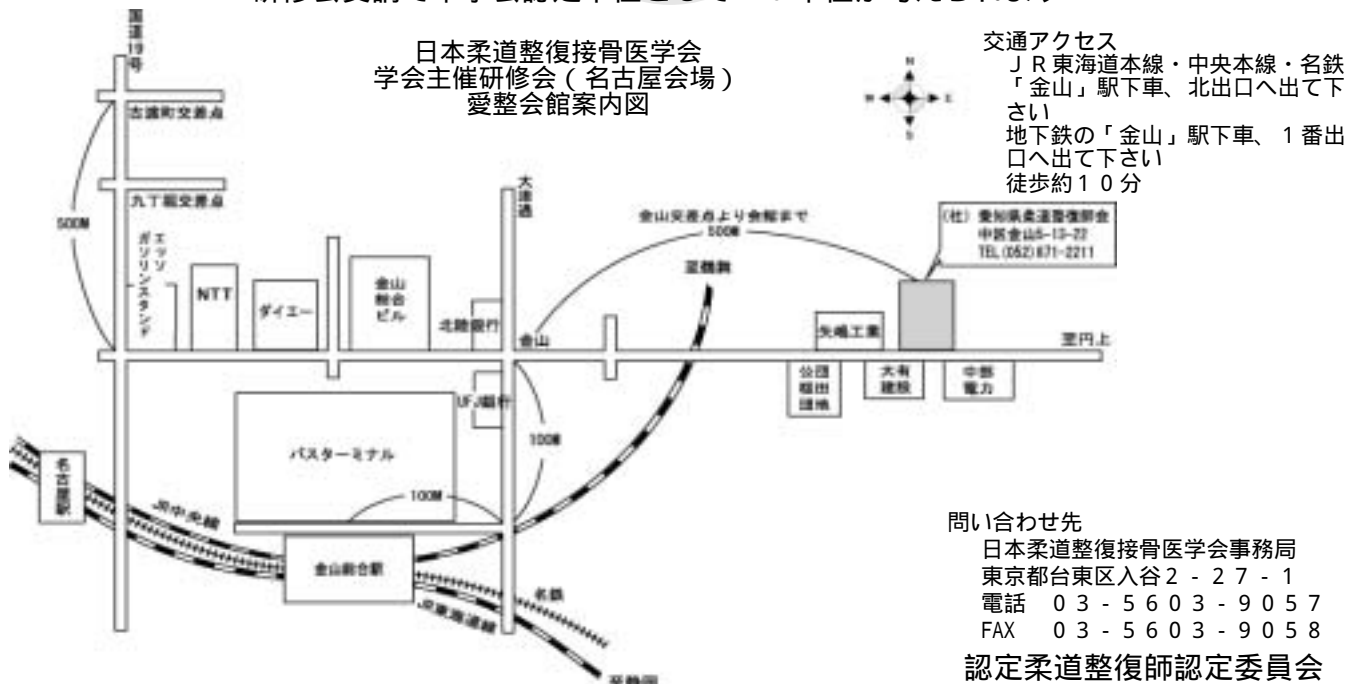 国道19号
日本柔道整復接骨医学会
学会主催研修会(名古屋会場)
愛整会館案内図
交通アクセス
JR東海道本線・中央本線・名鉄
「金山」駅下車、北出口へ出て下
さい
地下鉄の「金山」駅下車、1番出
口へ出て下さい
徒歩約10分
N
W
E
S
古渡町交差点
九丁堀交差点
500M
大津通
金山交差点より会館まで
500M
(社) 愛知県柔道整復師会
中区金山5-13-22
TEL(052)871-2211
エッソ
ガソリンスタンド
NTT
ダイエー
金山
総合
ビル
北陸銀行
金山
至鶴舞
矢嶋工業
至円上
UFJ銀行
公団
稲田
団地
大有
建設
中部
電力
バスターミナル
100M
100M
名古屋駅
JR中央線
金山総合駅
名鉄
JR東海道線
至静岡
問い合わせ先
日本柔道整復接骨医学会事務局
東京都台東区入谷2-27-1
電話 03-5603-9057
FAX 03-5603-9058
認定柔道整復師認定委員会